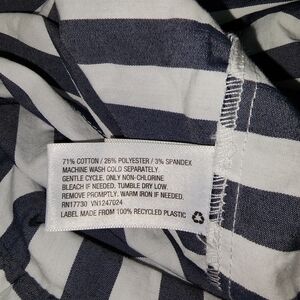 71% COTTON / 26% POLYESTER / 3% SPANDEX
MACHINE WASH COLD SEPARATELY
GENTLE CYCLE. ONLY NON-CHLORINE
BLEACH IF NEEDED. TUMBLE DRY LOW
REMOVE PROMPTLY. WARM IRON IF NEEDED
RN17730 VN1247024
LABEL MADE FROM 100% RECYCLED PLASTIC